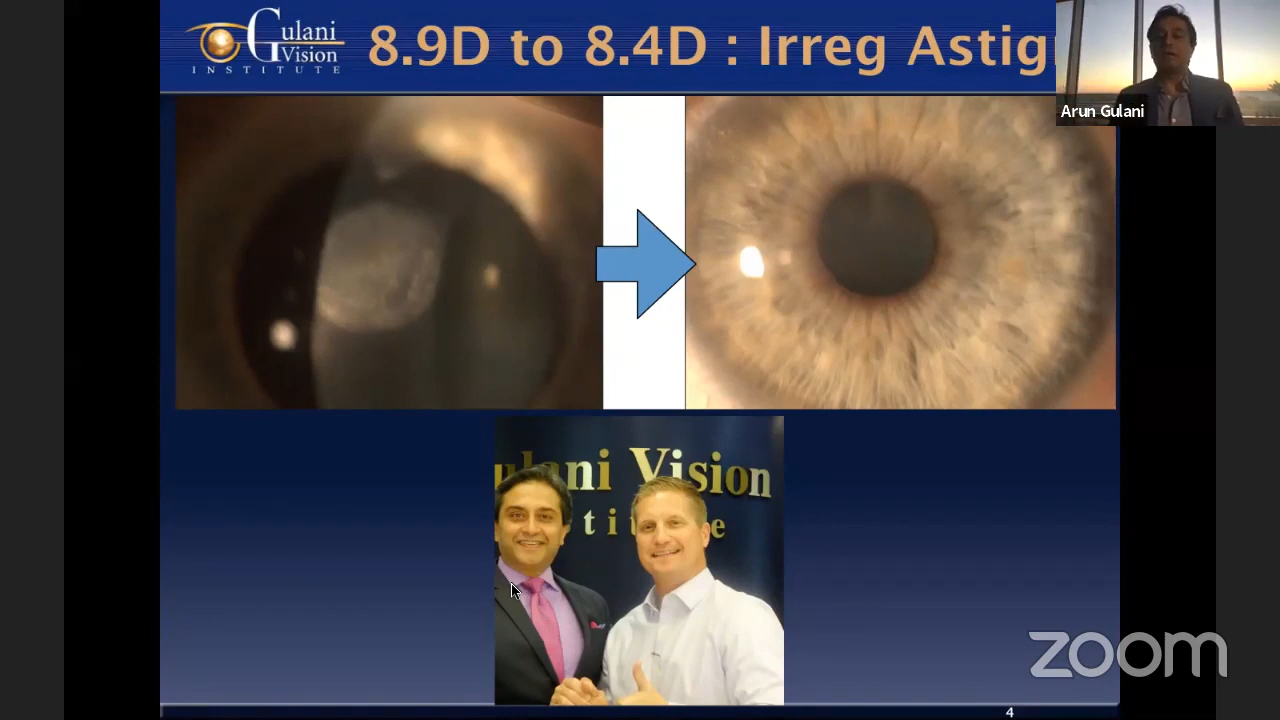 Gulani
Vision
INSTITUTE
8.9D to 8.4D : Irreg Astig
Arun Gulani
ulani Vision
t i t e
zoom
4